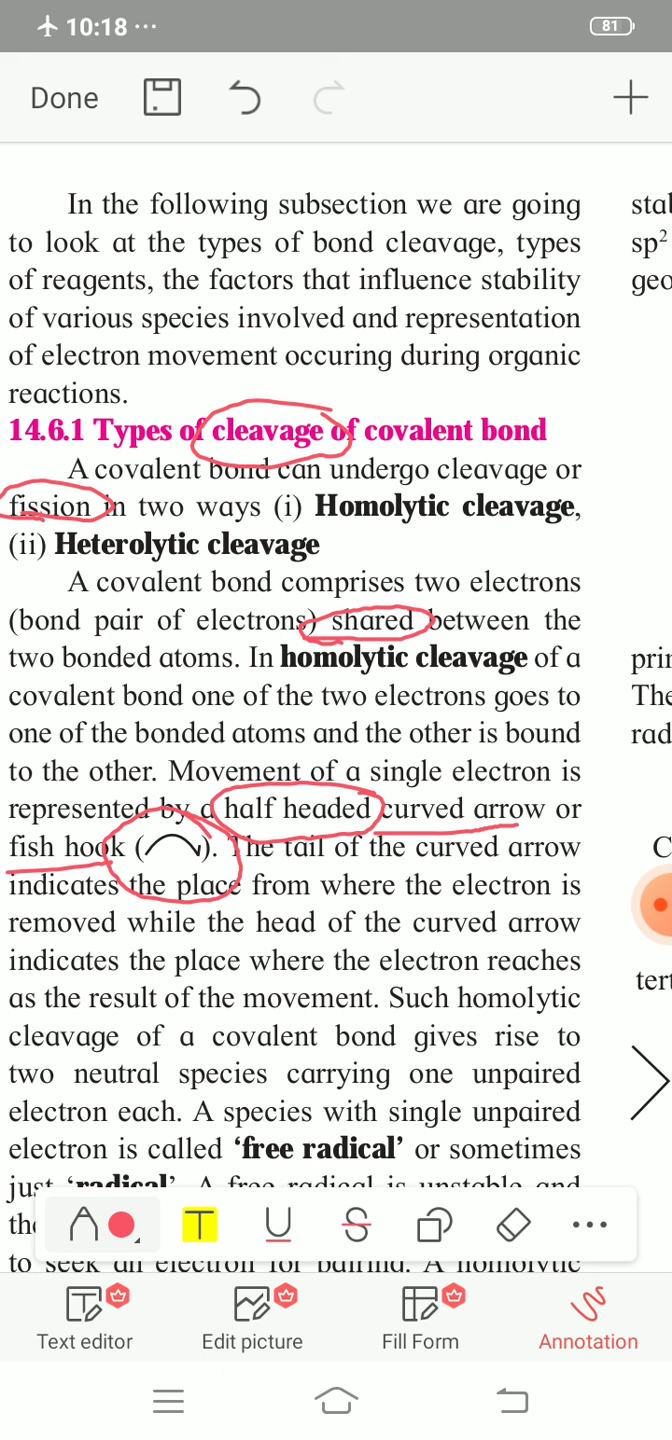 10:18 ...
81
Done
In the following subsection we are going
to look at the types of bond cleavage, types
of reagents, the factors that influence stability
of various species involved and representation
of electron movement occuring during organic
reactions.
14.6.1 Types of cleavage of covalent bond
A covalent bond can undergo cleavage or
fission in two ways (i) Homolytic cleavage,
(ii) Heterolytic cleavage
A covalent bond comprises two electrons
(bond pair of electrons) shared between the
two bonded atoms. In homolytic cleavage of a
covalent bond one of the two electrons goes to
one of the bonded atoms and the other is bound
to the other. Movement of a single electron is
represented by a half headed curved arrow or
fish hook (). The tail of the curved arrow
indicates the place from where the electron is
removed while the head of the curved arrow
indicates the place where the electron reaches
as the result of the movement. Such homolytic
cleavage of a covalent bond gives rise to
two neutral species carrying one unpaired
electron each. A species with single unpaired
electron is called ‘free radical’ or sometimes
just ‘radical’. A free radical is unstable and
to seek an electron for pairing. A homolytic
sp²
T
U
S
Text editor
Edit picture
Fill Form
Annotation